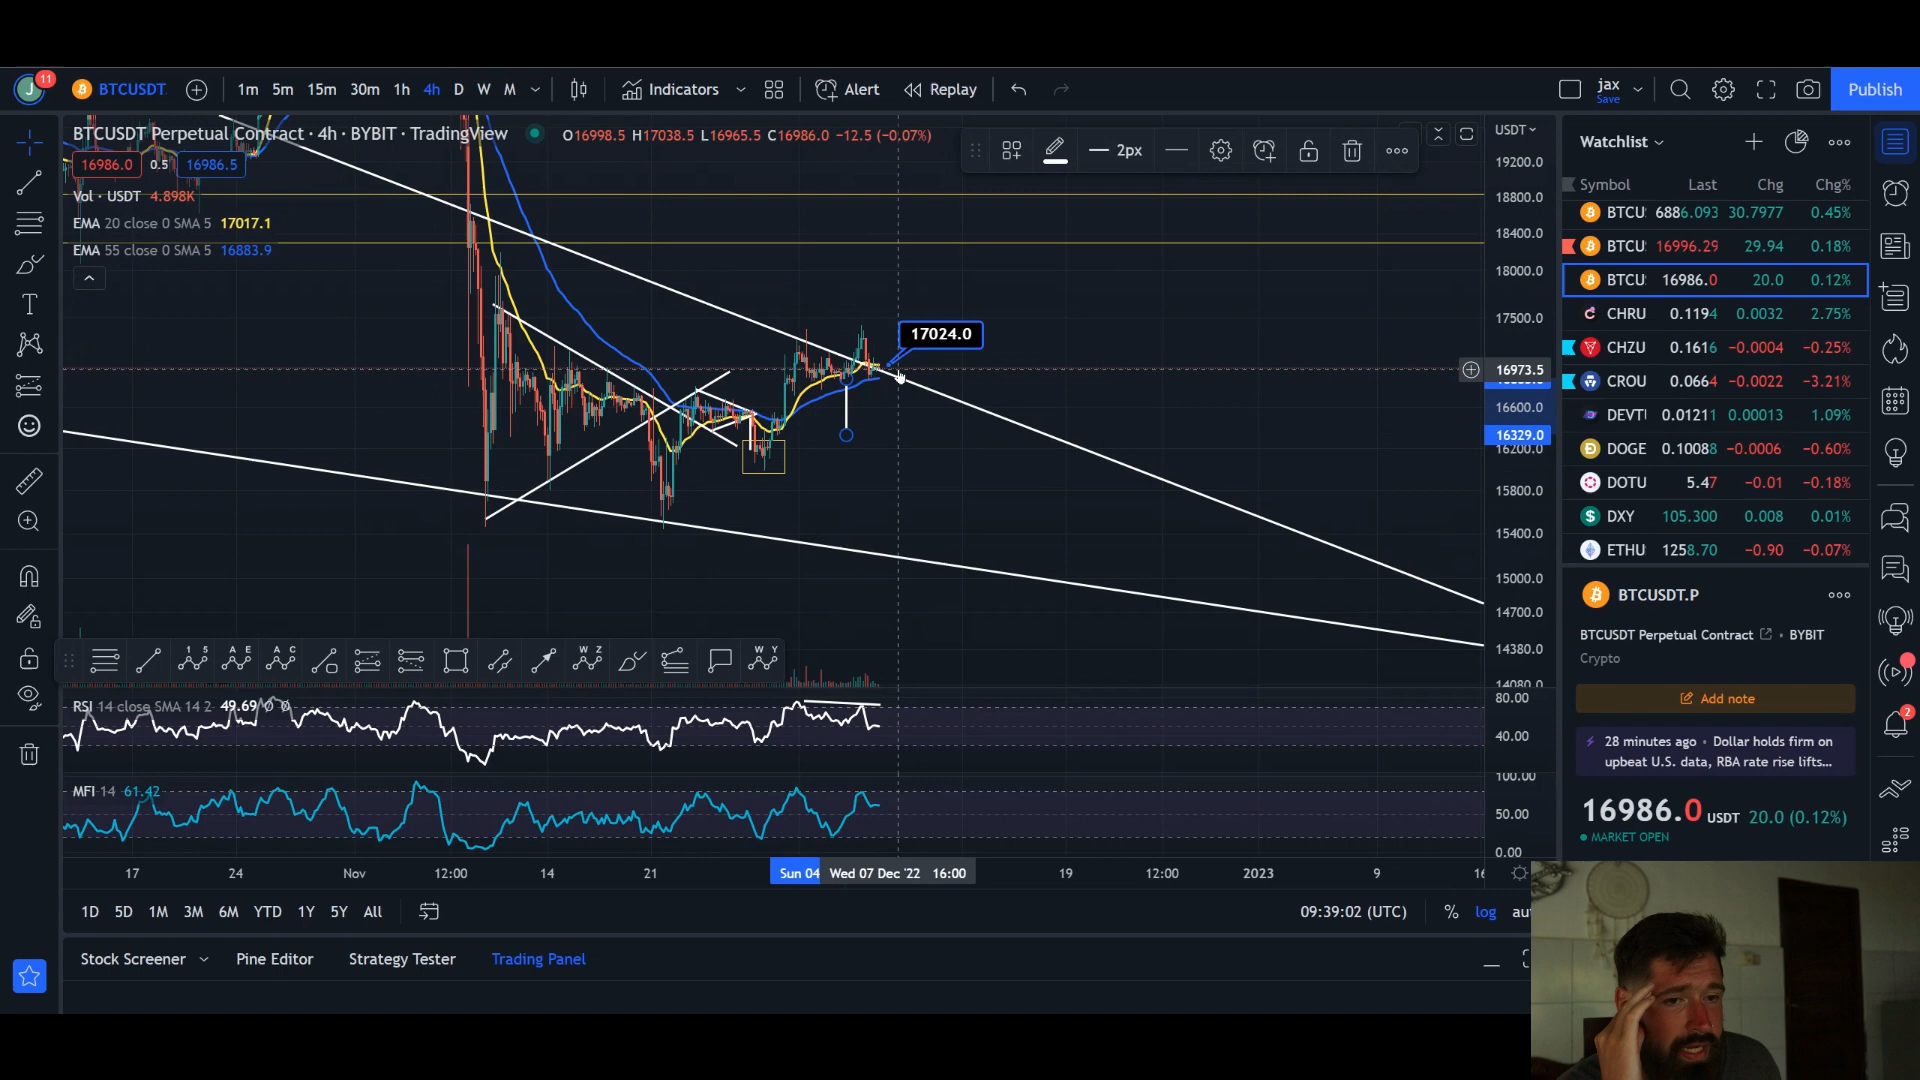 J 11 BTCUSDT 1m 5m 15m 30m 1h 4h D W M Indicators Alert Replay jax Save Publish
BTCUSDT Perpetual Contract · 4h · BYBIT · TradingView O16998.5 H17038.5 L16965.5 C16986.0 −12.5 (−0.07%)
16986.0 0.5 16986.5
Vol · USDT 4.898K
EMA 20 close 0 SMA 5 17017.1
EMA 55 close 0 SMA 5 16883.9
2px
17024.0
USDT
19200.0
18800.0
18400.0
18000.0
17500.0
16973.5
16600.0
16329.0
16200.0
15800.0
15400.0
15000.0
14700.0
14380.0
14080.0
1 5 A E A C W Z W Y
RSI 14 close SMA 14 2 49.69 Ø Ø
80.00
40.00
MFI 14 61.42
100.00
50.00
0.00
17 24 Nov 12:00 14 21 Sun 04 Wed 07 Dec '22 16:00 19 12:00 2023 9 16
1D 5D 1M 3M 6M YTD 1Y 5Y All 09:39:02 (UTC) % log au
Stock Screener Pine Editor Strategy Tester Trading Panel
Watchlist
Symbol Last Chg Chg%
BTCU 6886.093 30.7977 0.45%
BTCU 16996.29 29.94 0.18%
BTCU 16986.0 20.0 0.12%
CHRU 0.1194 0.0032 2.75%
CHZU 0.1616 −0.0004 −0.25%
CROU 0.0664 −0.0022 −3.21%
DEVT 0.01211 0.00013 1.09%
DOGE 0.10088 −0.0006 −0.60%
DOTU 5.47 −0.01 −0.18%
DXY 105.300 0.008 0.01%
ETHU 1258.70 −0.90 −0.07%
BTCUSDT.P
BTCUSDT Perpetual Contract · BYBIT
Crypto
Add note
28 minutes ago · Dollar holds firm on
upbeat U.S. data, RBA rate rise lifts...
16986.0 USDT 20.0 (0.12%)
MARKET OPEN
2